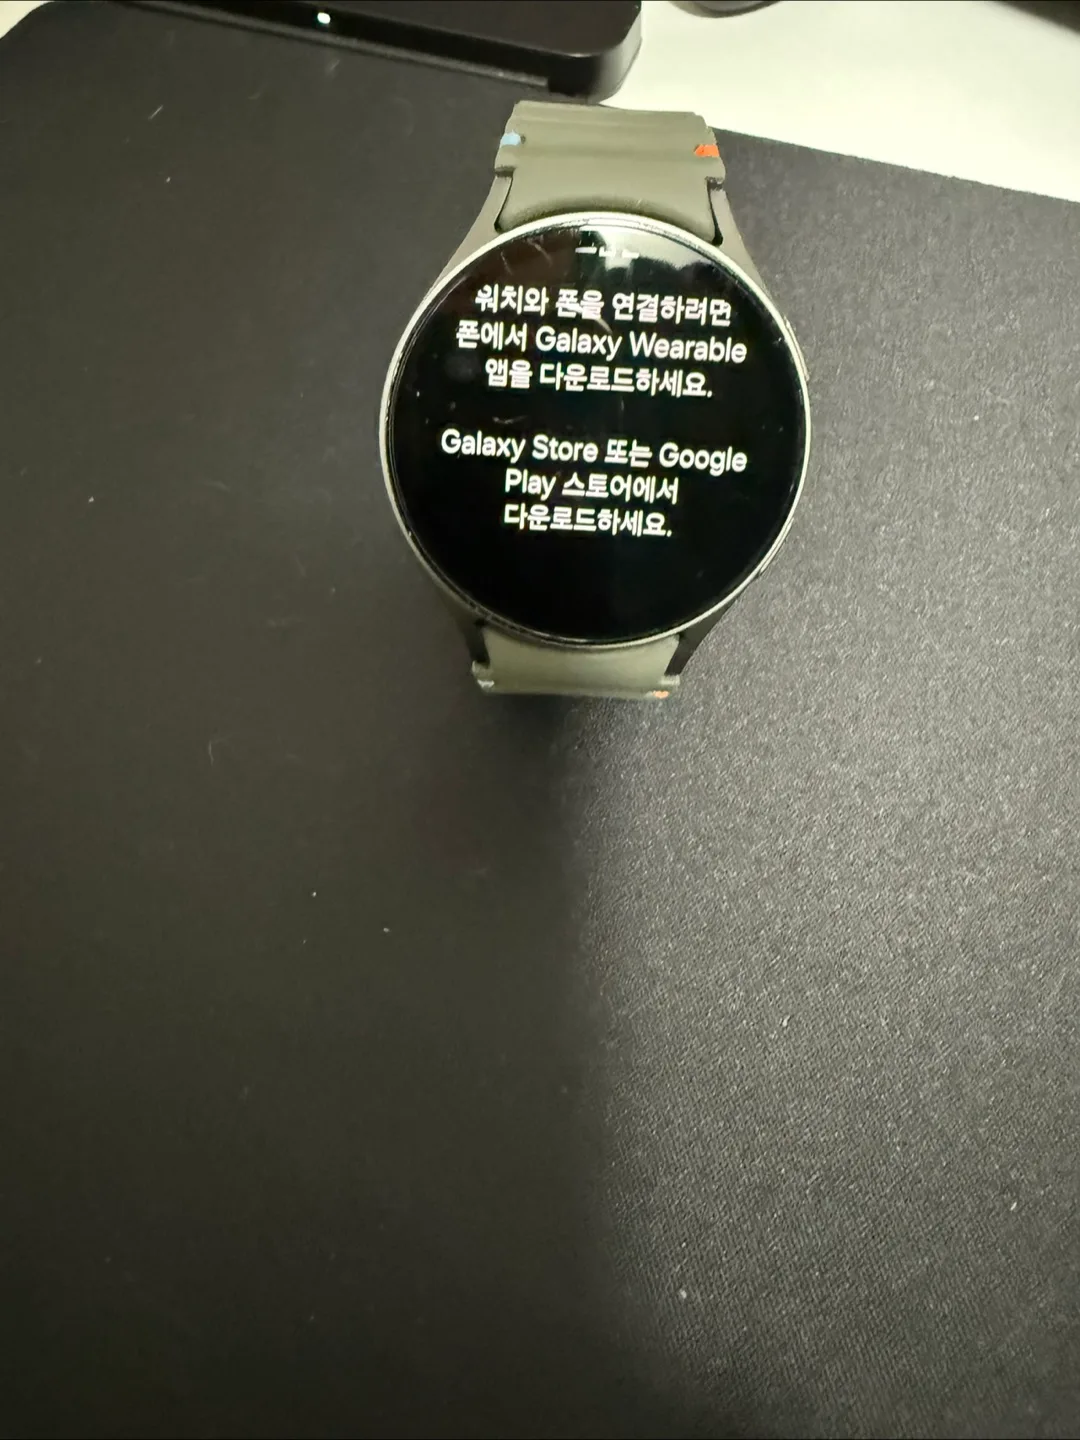 워치와 폰을 연결하려면
폰에서 Galaxy Wearable
앱을 다운로드하세요.
Galaxy Store 또는 Google
Play 스토어에서
다운로드하세요.